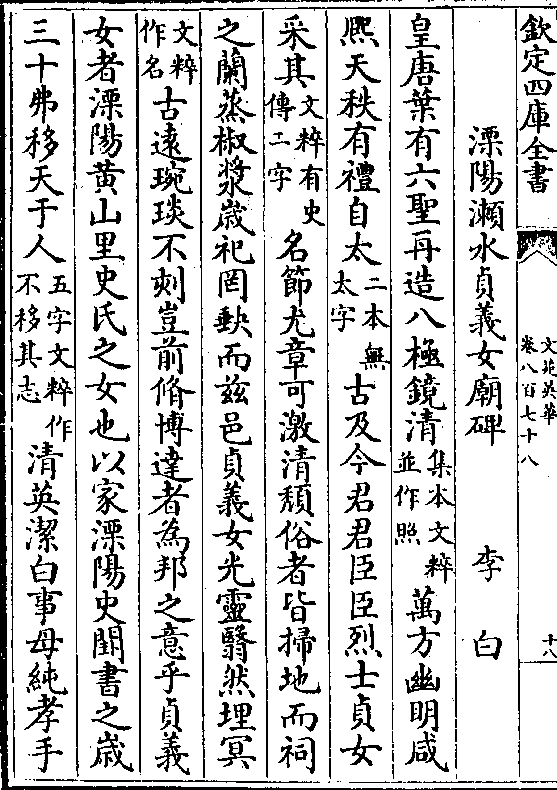 欽定四庫全書
文苑英華
卷八百七十八
十八
溧陽瀬水貞義女廟碑 李白
皇唐葉有六聖再造八極鏡清集本文粹並作照萬方幽明咸
熈天秩有禮自太二本無太字古及今君君臣臣烈士貞女
采其文粹有史傳二字名節尤章可激清頽俗者皆掃地而祠
之蘭蒸椒漿歳祀罔缺而兹邑貞義女光靈翳然埋冥
文粹作名古遠琬琰不刻豈前脩博達者為邦之意乎貞義
女者溧陽黄山里史氏之女也以家溧陽史闕書之歳
三十弗移天于人五字文粹作不移其志清英潔白事母純孝手